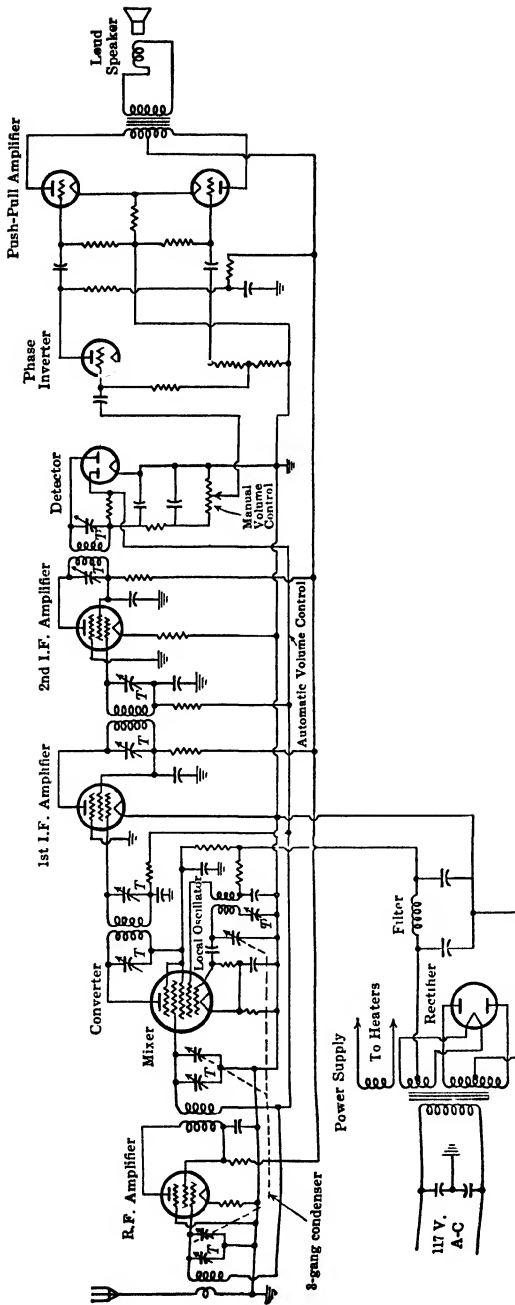 Loud
Speaker
Push-Pull Amplifier
Phase
Inverter
Detector
T
T
Manual
Volume
Control
2nd I.F. Amplifier
T
T
Automatic Volume Control
1st I.F. Amplifier
T
T
Converter
Local Oscillator
T
Mixer
T
T
R.F. Amplifier
T
3-gang condenser
Filter
Rectifier
Power Supply
To Heaters
117 V.
A-C